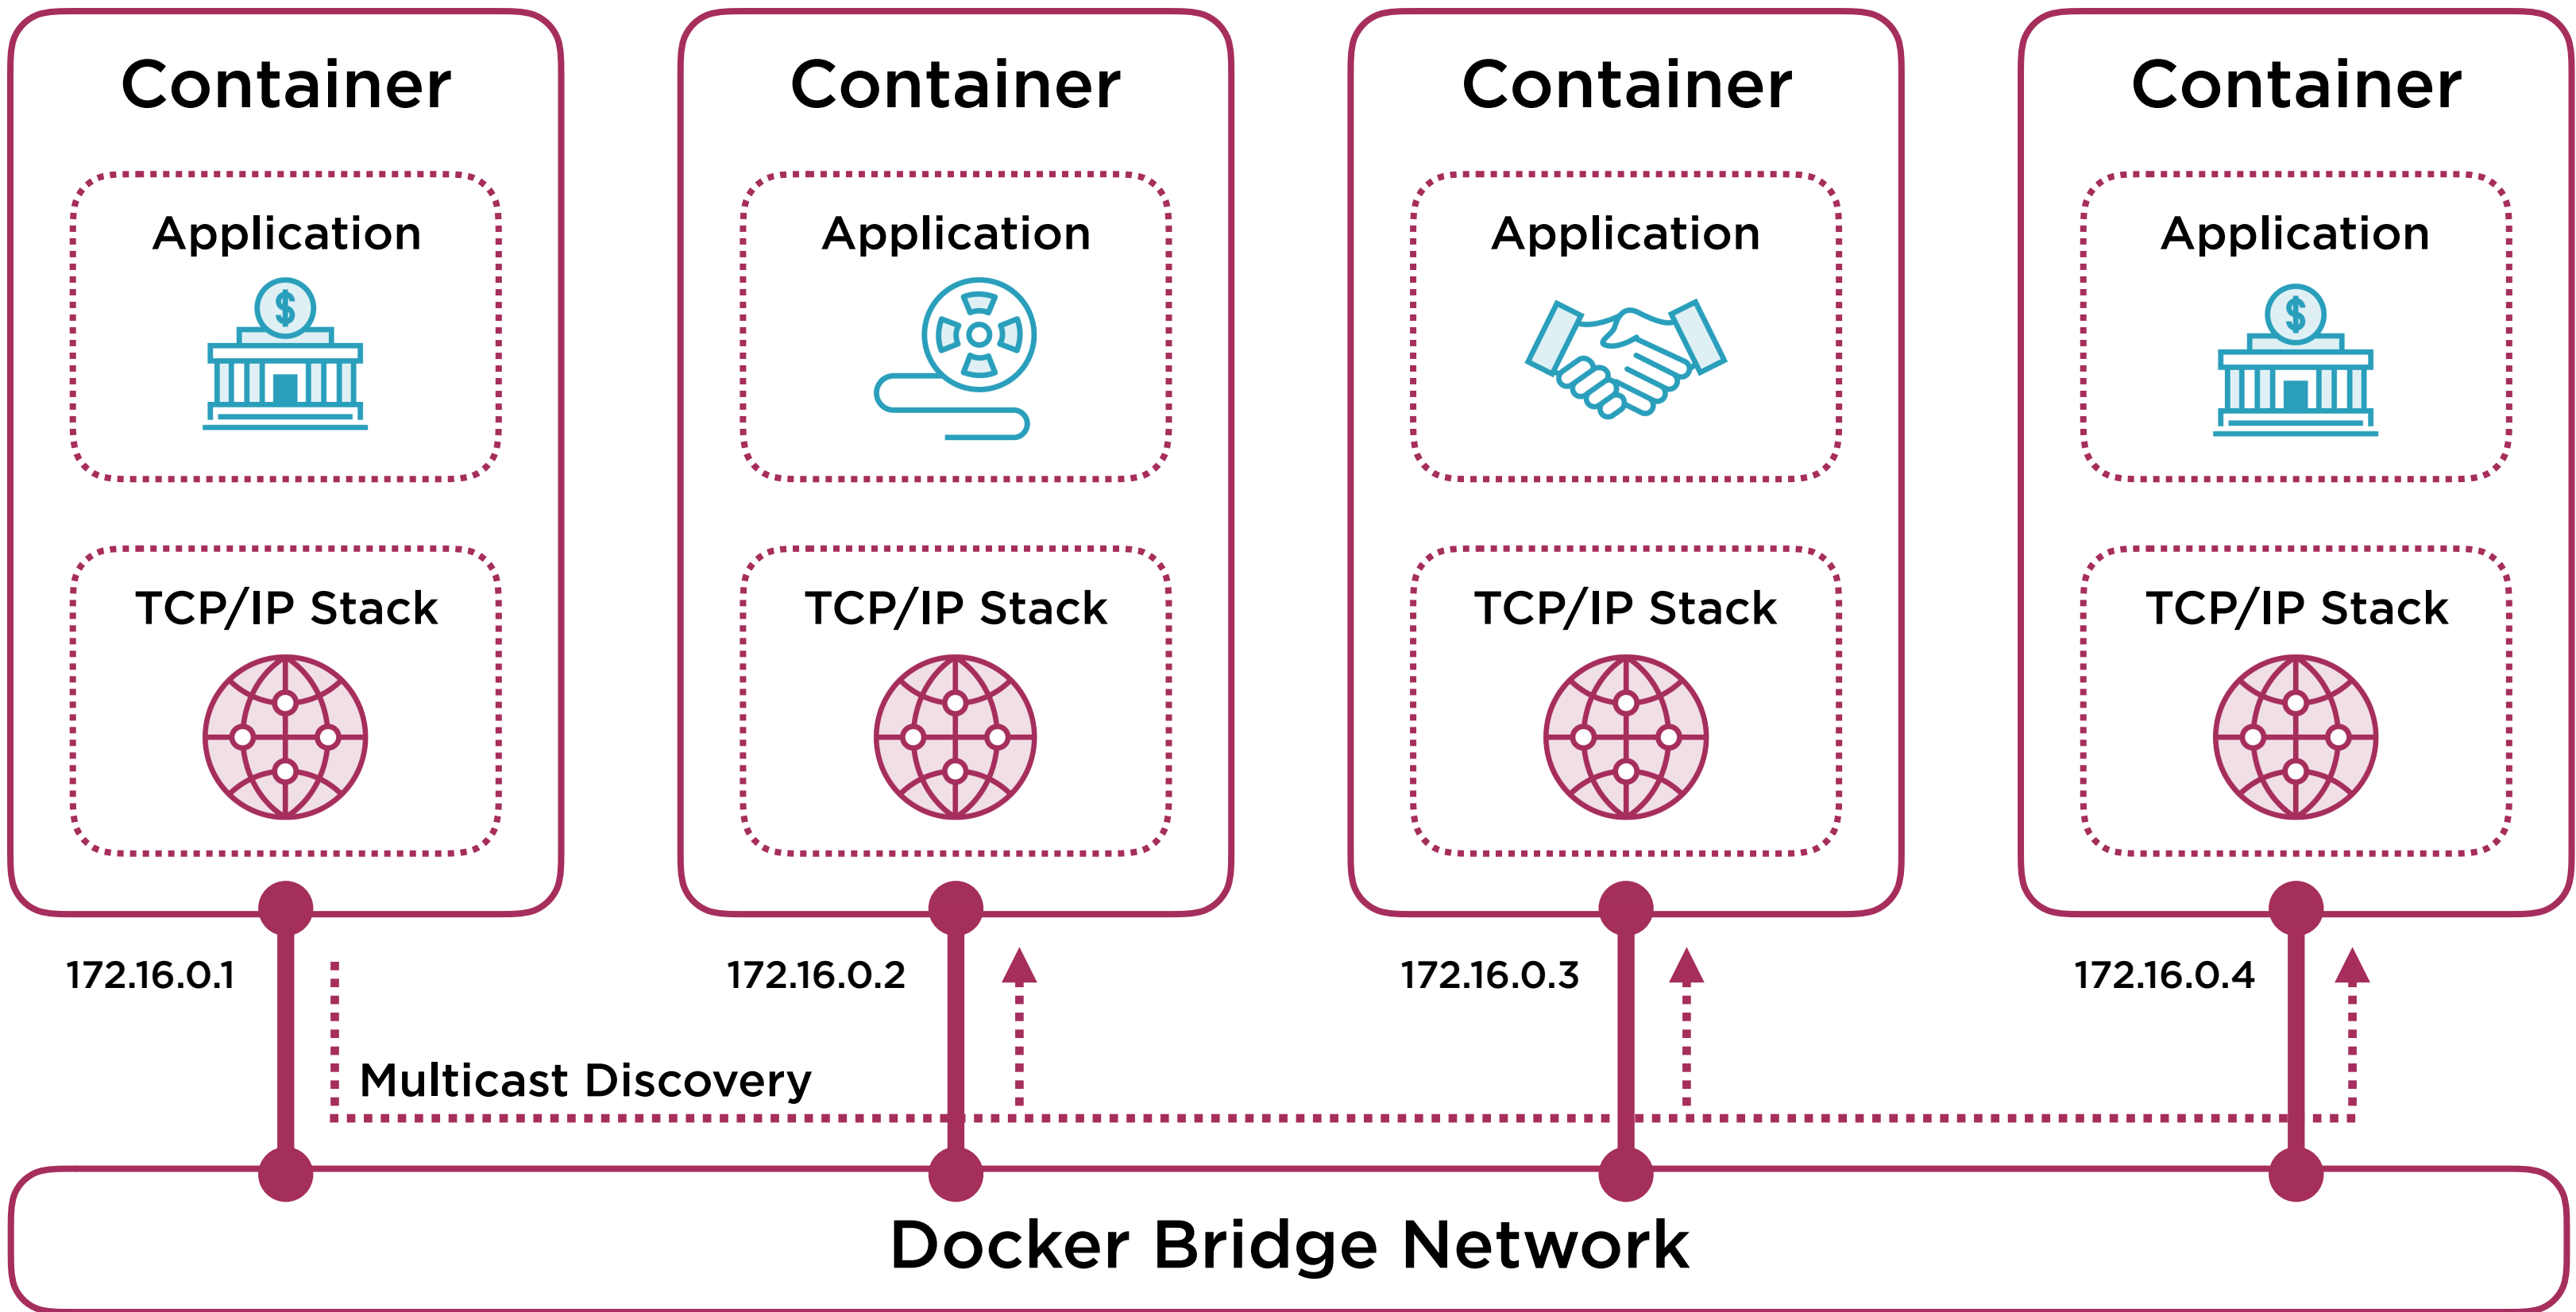 Container
Application
$
TCP/IP Stack
172.16.0.1
Container
Application
TCP/IP Stack
172.16.0.2
Container
Application
TCP/IP Stack
172.16.0.3
Container
Application
$
TCP/IP Stack
172.16.0.4
Multicast Discovery
Docker Bridge Network